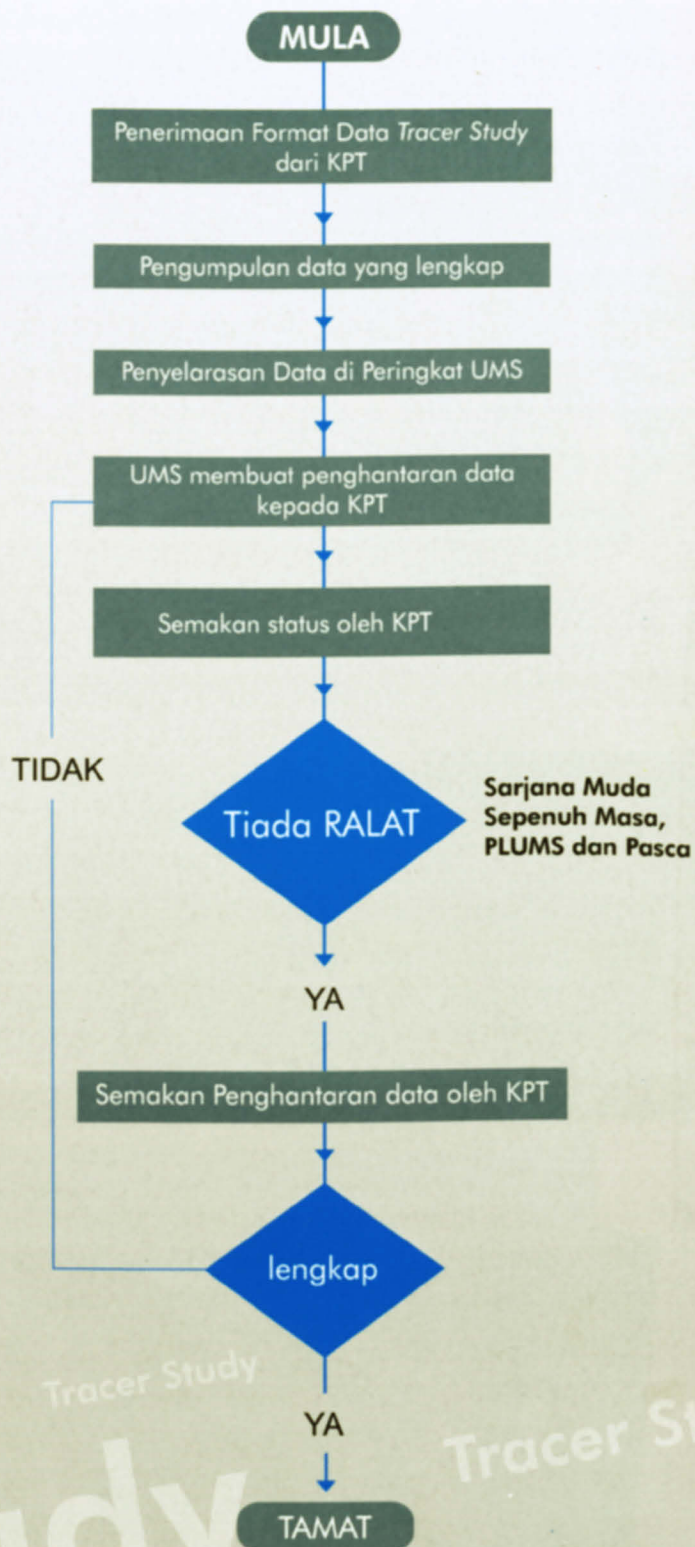 MULA
Penerimaan Format Data Tracer Study
dari KPT
Pengumpulan data yang lengkap
Penyelarasan Data di Peringkat UMS
UMS membuat penghantaran data
kepada KPT
Semakan status oleh KPT
TIDAK
Tiada RALAT
Sarjana Muda
Sepenuh Masa,
PLUMS dan Pasca
YA
Semakan Penghantaran data oleh KPT
lengkap
Tracer Study
YA
Tracer St
udy
TAMAT